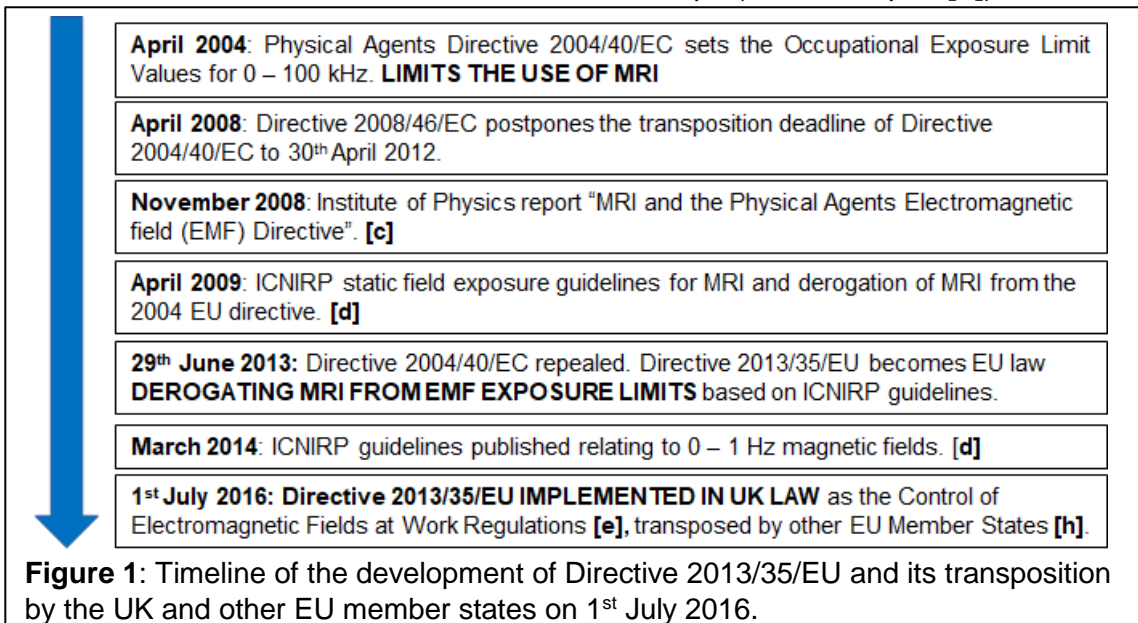 April 2004: Physical Agents Directive 2004/40/EC sets the Occupational Exposure Limit
Values for 0 – 100 kHz. LIMITS THE USE OF MRI
April 2008: Directive 2008/46/EC postpones the transposition deadline of Directive
2004/40/EC to 30th April 2012.
November 2008: Institute of Physics report “MRI and the Physical Agents Electromagnetic
field (EMF) Directive”. [c]
April 2009: ICNIRP static field exposure guidelines for MRI and derogation of MRI from the
2004 EU directive. [d]
29th June 2013: Directive 2004/40/EC repealed. Directive 2013/35/EU becomes EU law
DEROGATING MRI FROM EMF EXPOSURE LIMITS based on ICNIRP guidelines.
March 2014: ICNIRP guidelines published relating to 0 – 1 Hz magnetic fields. [d]
1st July 2016: Directive 2013/35/EU IMPLEMENTED IN UK LAW as the Control of
Electromagnetic Fields at Work Regulations [e], transposed by other EU Member States [h].
Figure 1: Timeline of the development of Directive 2013/35/EU and its transposition
by the UK and other EU member states on 1st July 2016.